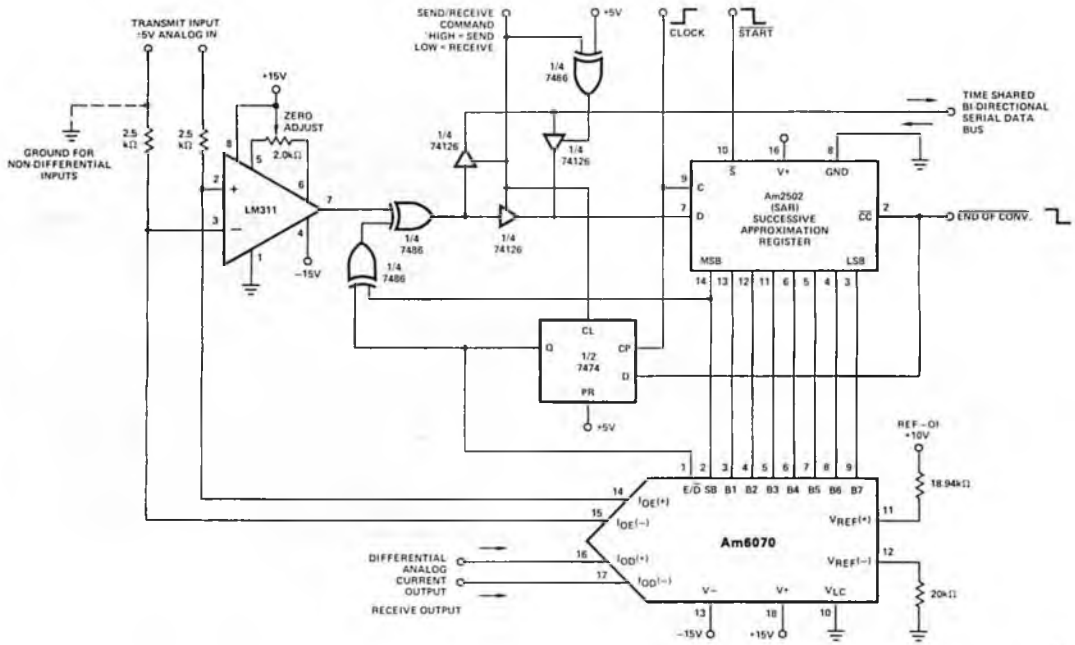 TRANSMIT INPUT
±5V ANALOG IN
SEND/RECEIVE
COMMAND
HIGH = SEND
LOW = RECEIVE
+5V
CLOCK
START
1/4
7486
+15V
ZERO
ADJUST
2.0kΩ
2.5
kΩ
2.5
kΩ
GROUND FOR
NON-DIFFERENTIAL
INPUTS
8
5
6
2
+
3
−
LM311
7
4
1
−15V
1/4
74126
1/4
74126
1/4
7486
1/4
74126
1/4
7486
TIME SHARED
BI-DIRECTIONAL
SERIAL DATA
BUS
10
16
8
S
V+
GND
9
C
7
D
Am2502
(SAR)
SUCCESSIVE
APPROXIMATION
REGISTER
CC
2
END OF CONV.
MSB
LSB
14
13
12
11
6
5
4
3
CL
Q
CP
1/2
7474
D
PR
+5V
REF-01
+10V
18.94kΩ
1
2
3
4
5
6
7
8
9
E/D
SB
B1
B2
B3
B4
B5
B6
B7
14
IOE(+)
15
IOE(−)
16
IOD(+)
17
IOD(−)
Am6070
VREF(+)
11
VREF(−)
12
20kΩ
DIFFERENTIAL
ANALOG
CURRENT
OUTPUT
RECEIVE OUTPUT
V−
V+
VLC
13
18
10
−15V
+15V